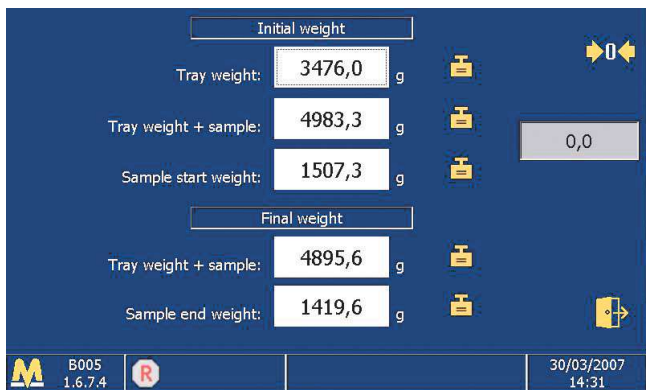 Initial weight
Tray weight: 3476,0 g
Tray weight + sample: 4983,3 g
Sample start weight: 1507,3 g
Final weight
Tray weight + sample: 4895,6 g
Sample end weight: 1419,6 g
0
0,0
M B005 1.6.7.4
R
30/03/2007
14:31